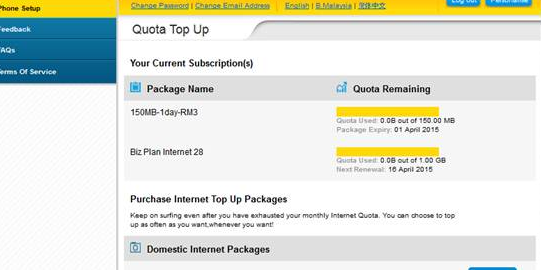 Phone Setup
Change Password | Change Email Address English | B.Malaysia | 简体中文
Log out
Feedback
Quota Top Up
FAQs
Your Current Subscription(s)
Terms Of Service
Package Name Quota Remaining
150MB-1day-RM3
Quota Used: 0.0B out of 150.00 MB
Package Expiry: 01 April 2015
Biz Plan Internet 28
Quota Used: 0.0B out of 1.00 GB
Next Renewal: 16 April 2015
Purchase Internet Top Up Packages
Keep on surfing even after you have exhausted your monthly Internet Quota. You can choose to top
up as often as you want,whenever you want!
Domestic Internet Packages